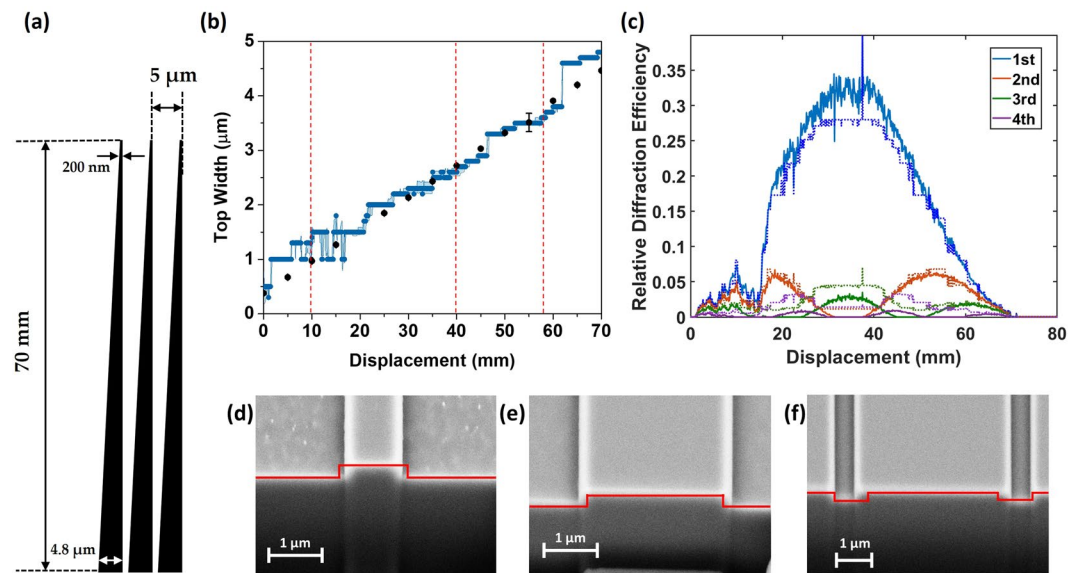 (a)
5 μm
200 nm
70 mm
4.8 μm
(b)
Top Width (μm)
5
4
3
2
1
0
0 10 20 30 40 50 60 70
Displacement (mm)
(c)
Relative Diffraction Efficiency
0.35
0.3
0.25
0.2
0.15
0.1
0.05
0
0 20 40 60 80
Displacement (mm)
1st
2nd
3rd
4th
(d)
1 μm
(e)
1 μm
(f)
1 μm